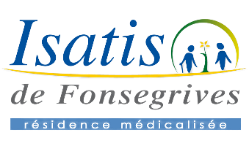 Isatis
de Fonsegrives
résidence médicalisée